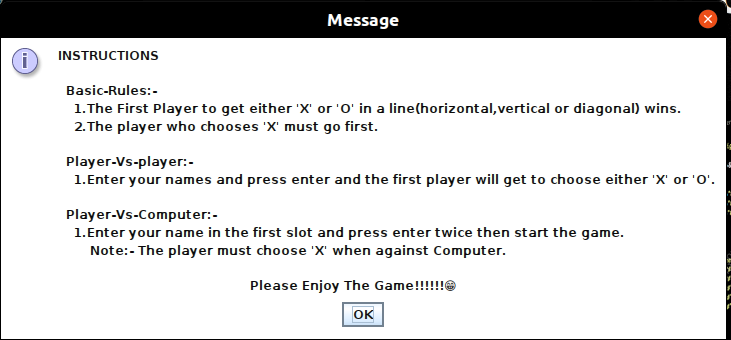 Message
INSTRUCTIONS
Basic-Rules:-
1.The First Player to get either 'X' or 'O' in a line(horizontal,vertical or diagonal) wins.
2.The player who chooses 'X' must go first.
Player-Vs-player:-
1.Enter your names and press enter and the first player will get to choose either 'X' or 'O'.
Player-Vs-Computer:-
1.Enter your name in the first slot and press enter twice then start the game.
Note:- The player must choose 'X' when against Computer.
Please Enjoy The Game!!!!!!😁
OK